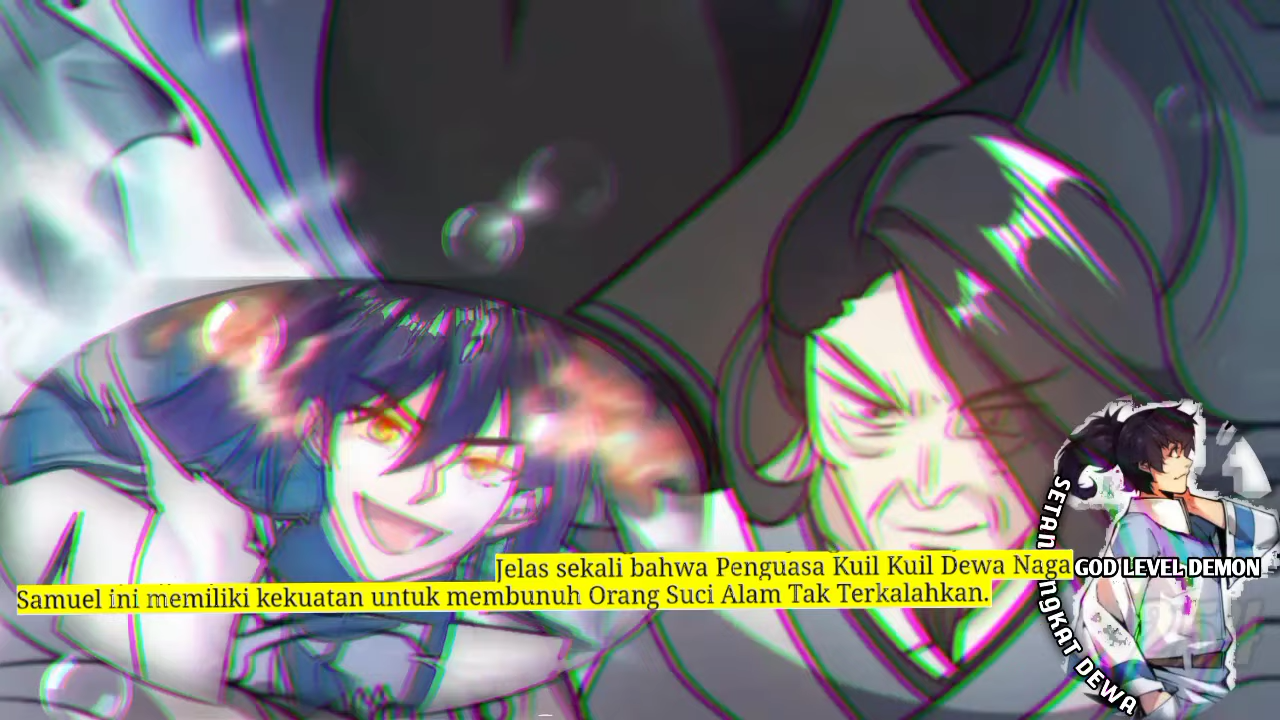 Jelas sekali bahwa Penguasa Kuil Kuil Dewa Naga
Samuel ini memiliki kekuatan untuk membunuh Orang Suci Alam Tak Terkalahkan.
GOD LEVEL DEMON
SETAN TINGKAT DEWA